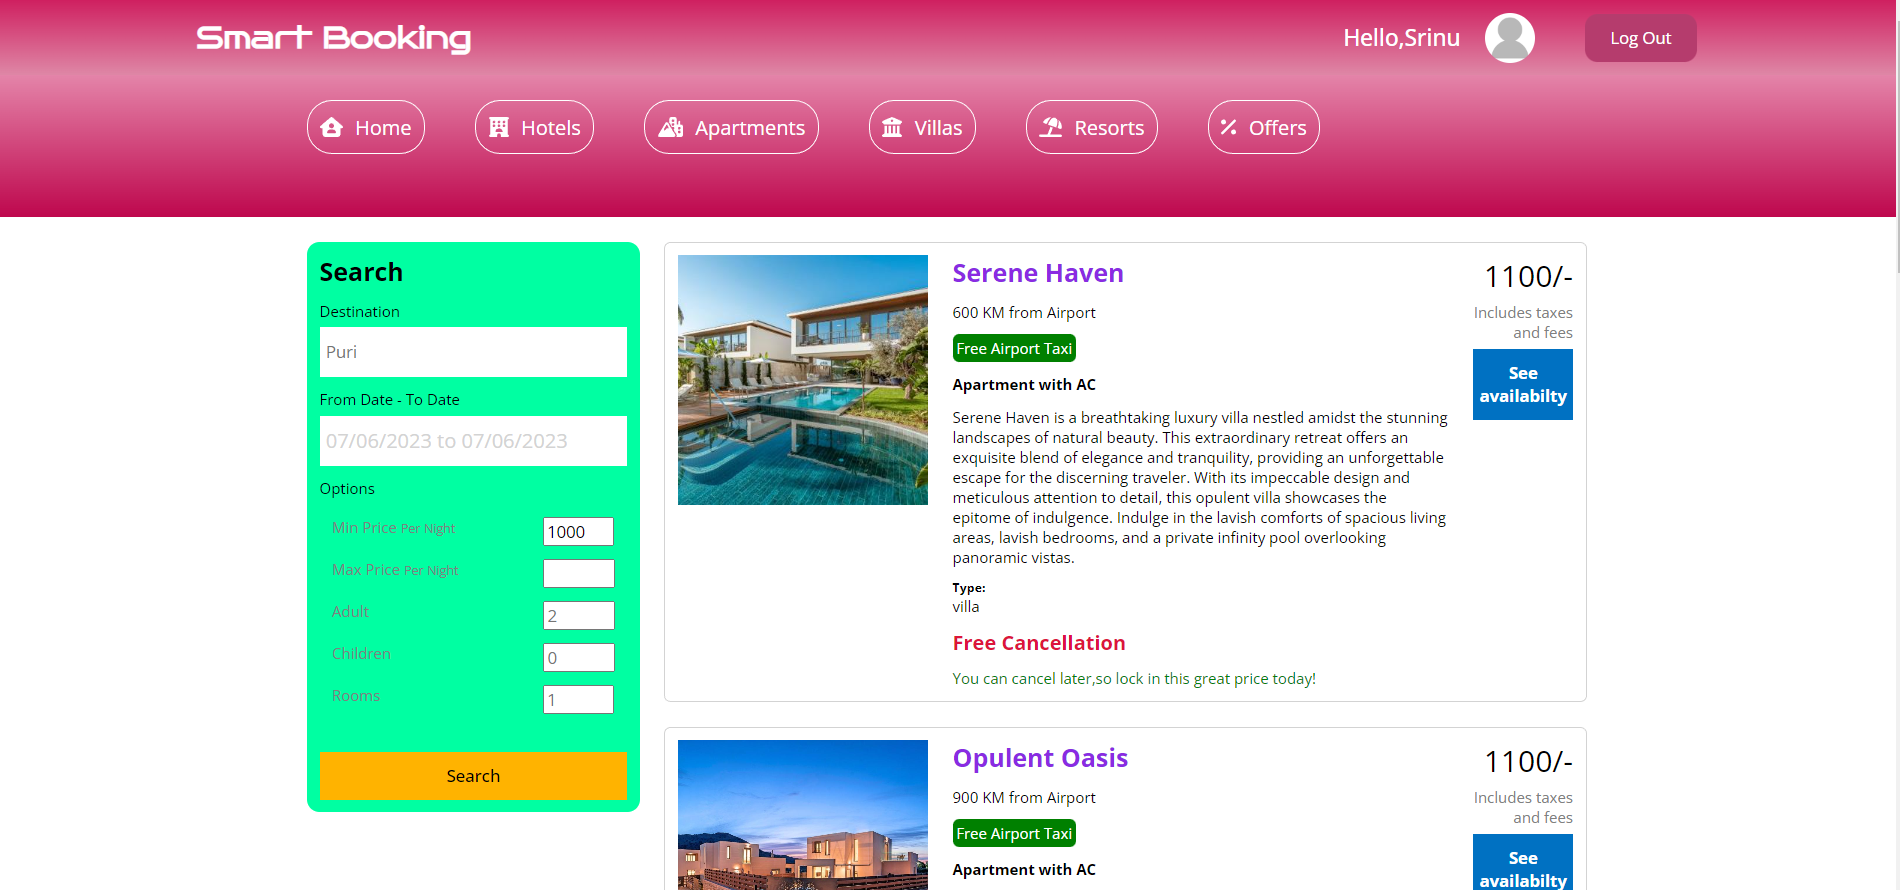 Smart Booking
Hello,Srinu
Log Out
Home
Hotels
Apartments
Villas
Resorts
Offers
Search
Destination
Puri
From Date - To Date
07/06/2023 to 07/06/2023
Options
Min Price Per Night
1000
Max Price Per Night
Adult
2
Children
0
Rooms
1
Search
Serene Haven
600 KM from Airport
Free Airport Taxi
Apartment with AC
Serene Haven is a breathtaking luxury villa nestled amidst the stunning
landscapes of natural beauty. This extraordinary retreat offers an
exquisite blend of elegance and tranquility, providing an unforgettable
escape for the discerning traveler. With its impeccable design and
meticulous attention to detail, this opulent villa showcases the
epitome of indulgence. Indulge in the lavish comforts of spacious living
areas, lavish bedrooms, and a private infinity pool overlooking
panoramic vistas.
Type:
villa
Free Cancellation
You can cancel later,so lock in this great price today!
1100/-
Includes taxes
and fees
See
availabilty
Opulent Oasis
900 KM from Airport
Free Airport Taxi
Apartment with AC
1100/-
Includes taxes
and fees
See
availabilty